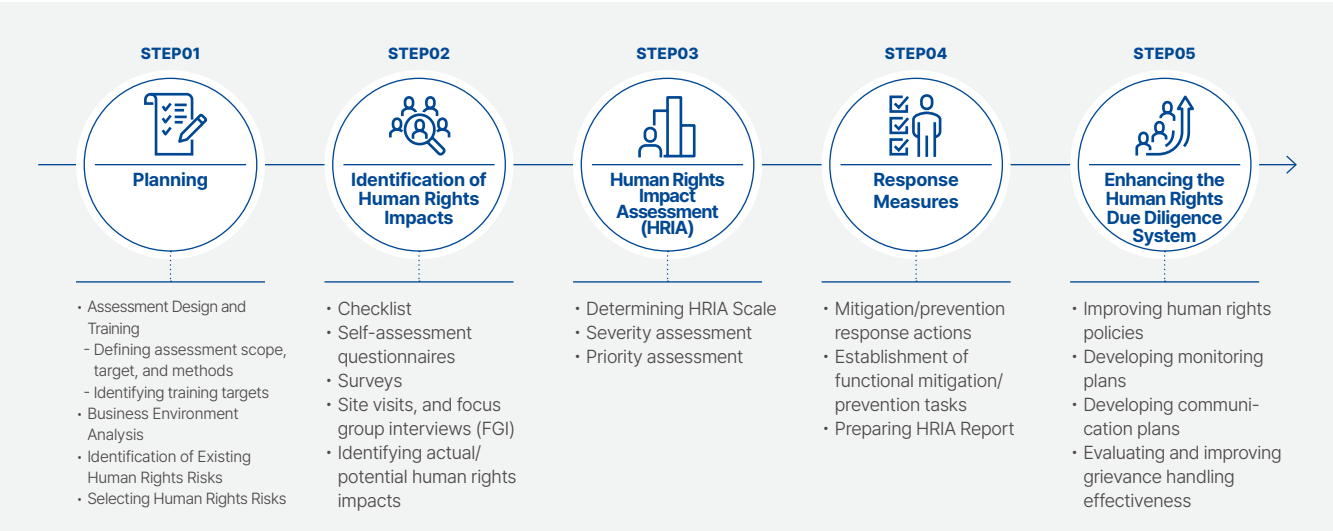 STEP01
Planning
• Assessment Design and
Training
- Defining assessment scope,
target, and methods
- Identifying training targets
• Business Environment
Analysis
• Identification of Existing
Human Rights Risks
• Selecting Human Rights Risks
STEP02
Identification of
Human Rights
Impacts
• Checklist
• Self-assessment
questionnaires
• Surveys
• Site visits, and focus
group interviews (FGI)
• Identifying actual/
potential human rights
impacts
STEP03
Human Rights
Impact
Assessment
(HRIA)
• Determining HRIA Scale
• Severity assessment
• Priority assessment
STEP04
Response
Measures
• Mitigation/prevention
response actions
• Establishment of
functional mitigation/
prevention tasks
• Preparing HRIA Report
STEP05
Enhancing the
Human Rights
Due Diligence
System
• Improving human rights
policies
• Developing monitoring
plans
• Developing communi-
cation plans
• Evaluating and improving
grievance handling
effectiveness